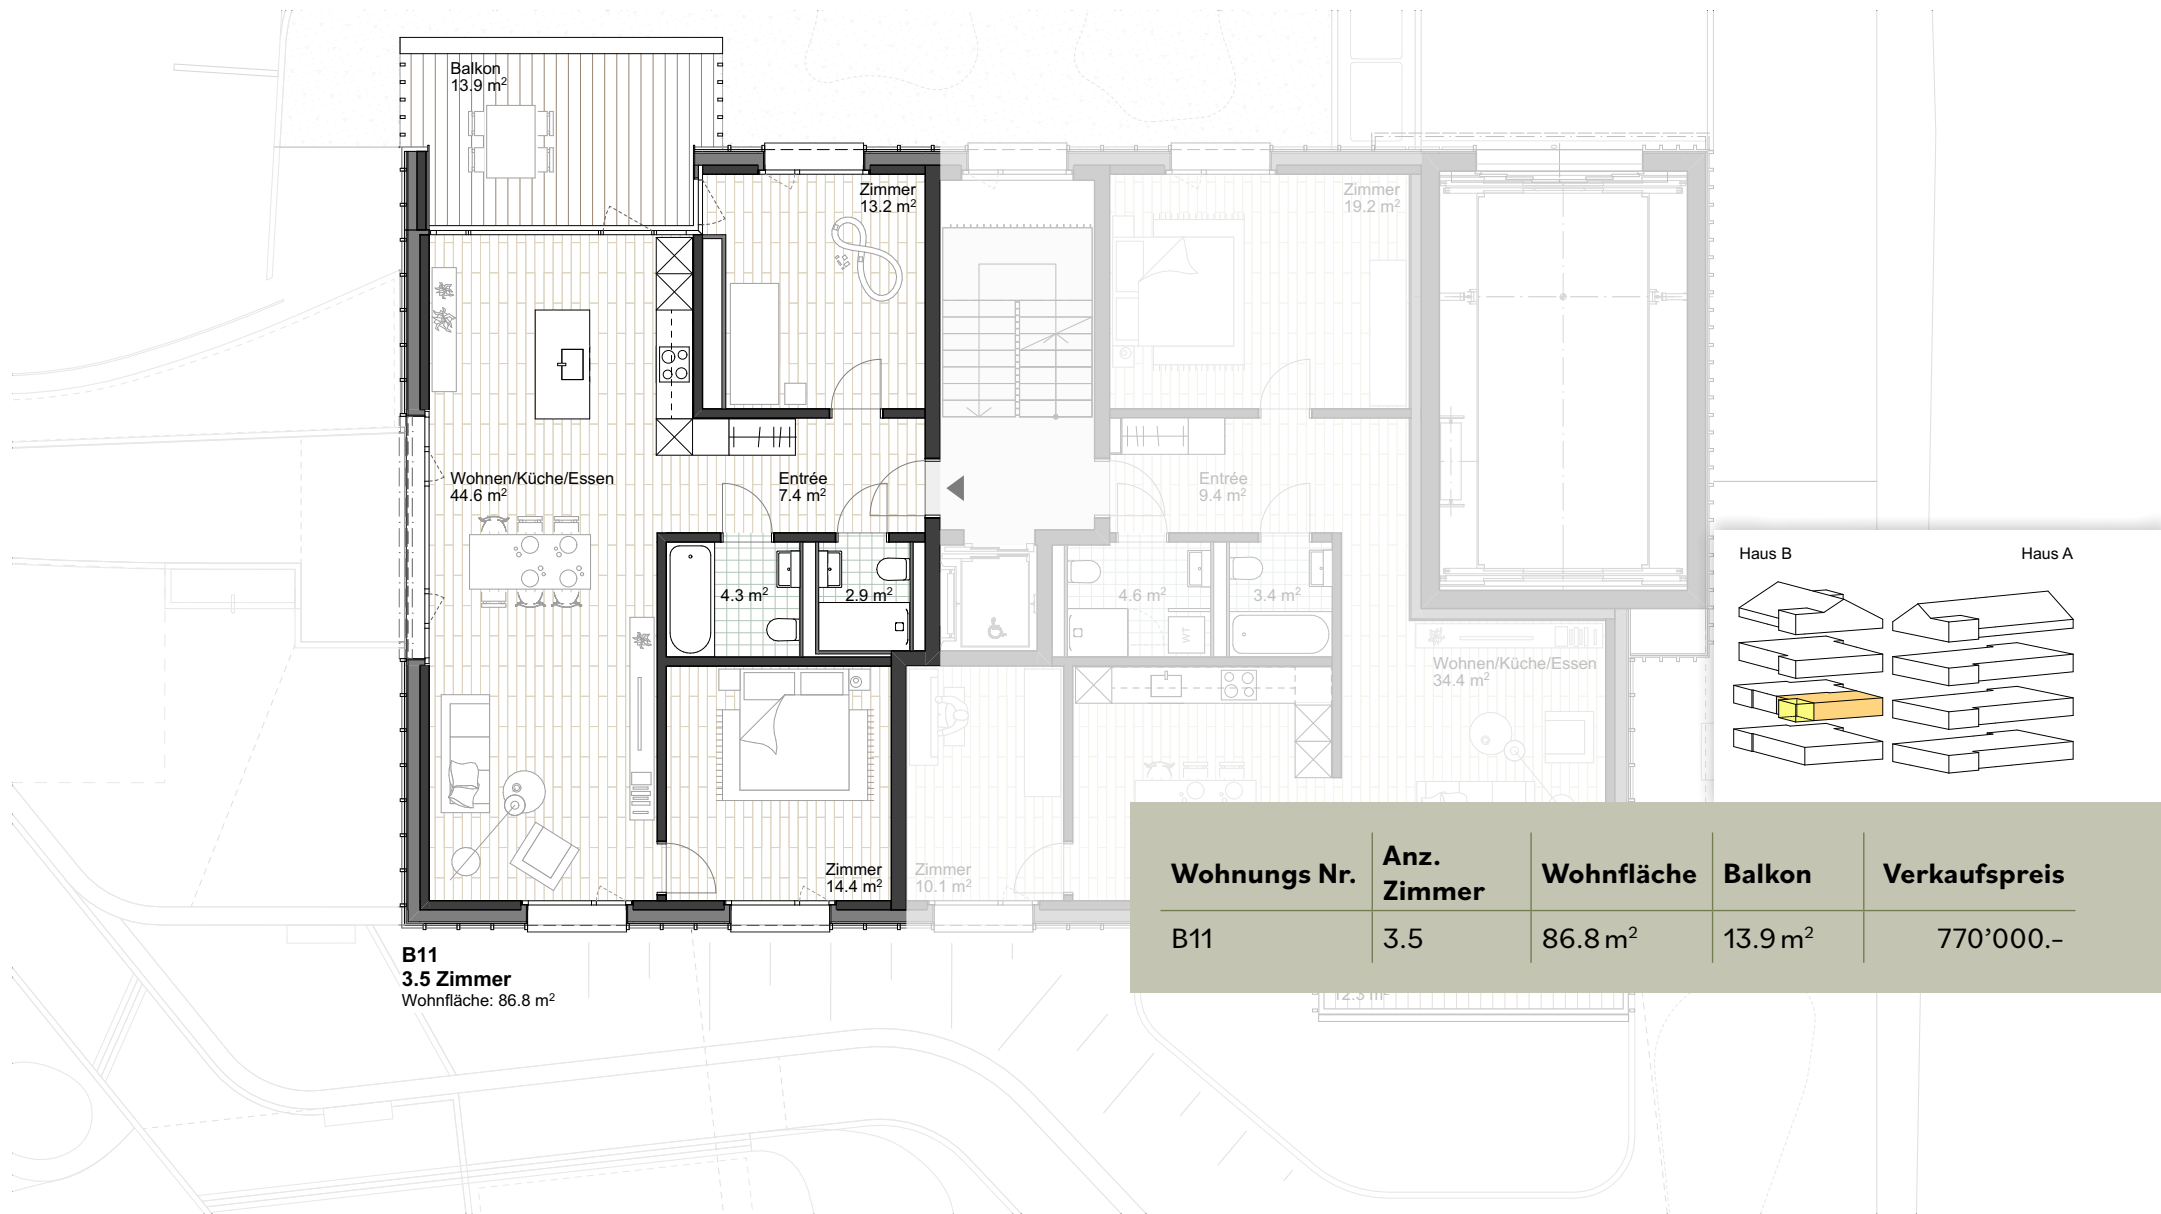 Balkon
13.9 m²
Zimmer
13.2 m²
Zimmer
19.2 m²
Wohnen/Küche/Essen
44.6 m²
Entrée
7.4 m²
Entrée
9.4 m²
4.3 m²
2.9 m²
4.6 m²
3.4 m²
WT
Wohnen/Küche/Essen
34.4 m²
Zimmer
14.4 m²
Zimmer
10.1 m²
Haus B
Haus A
Wohnungs Nr.
Anz.
Zimmer
Wohnfläche
Balkon
Verkaufspreis
B11
3.5
86.8 m²
13.9 m²
770’000.–
12.3 m²
B11
3.5 Zimmer
Wohnfläche: 86.8 m²